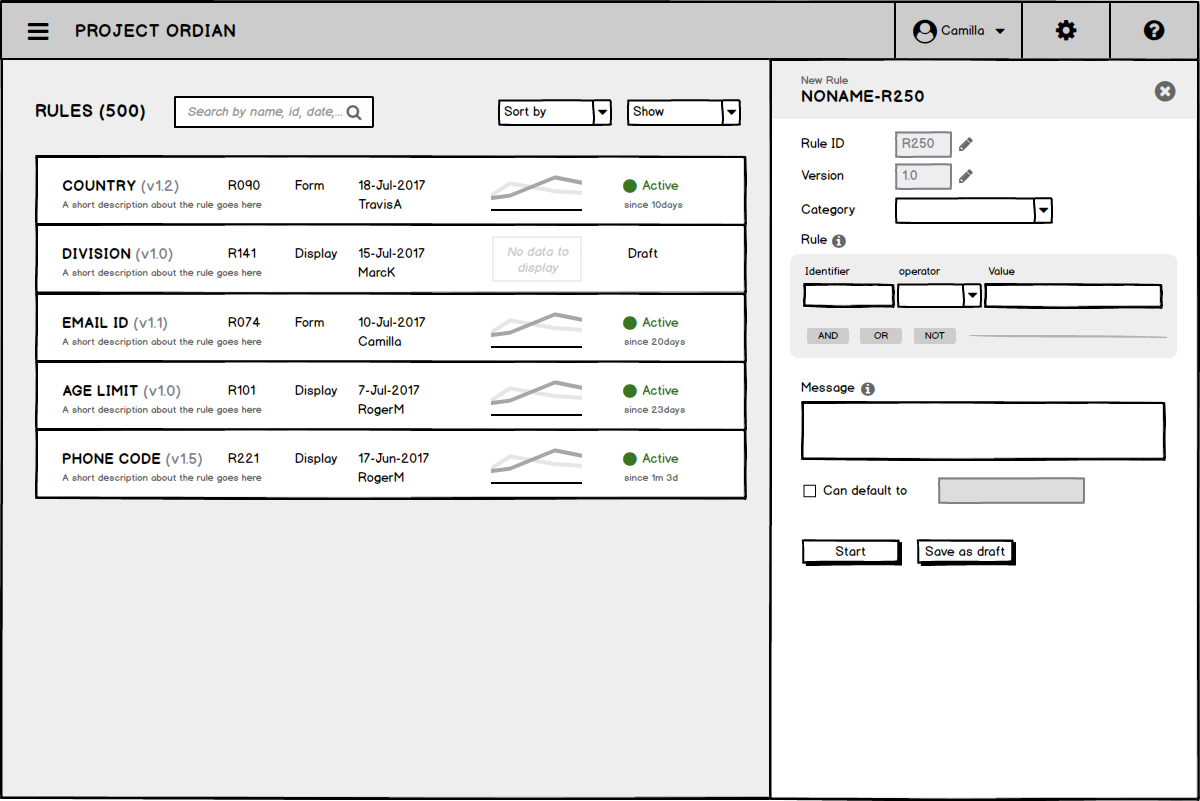 PROJECT ORDIAN
Camilla
RULES (500)
Search by name, id, date,...
Sort by
Show
COUNTRY (v1.2) R090 Form 18-Jul-2017 Active
A short description about the rule goes here TravisA since 10days
DIVISION (v1.0) R141 Display 15-Jul-2017 No data to Draft
A short description about the rule goes here MarcK display
EMAIL ID (v1.1) R074 Form 10-Jul-2017 Active
A short description about the rule goes here Camilla since 20days
AGE LIMIT (v1.0) R101 Display 7-Jul-2017 Active
A short description about the rule goes here RogerM since 23days
PHONE CODE (v1.5) R221 Display 17-Jun-2017 Active
A short description about the rule goes here RogerM since 1m 3d
New Rule
NONAME-R250
Rule ID R250
Version 1.0
Category
Rule
Identifier operator Value
AND OR NOT
Message
Can default to
Start Save as draft